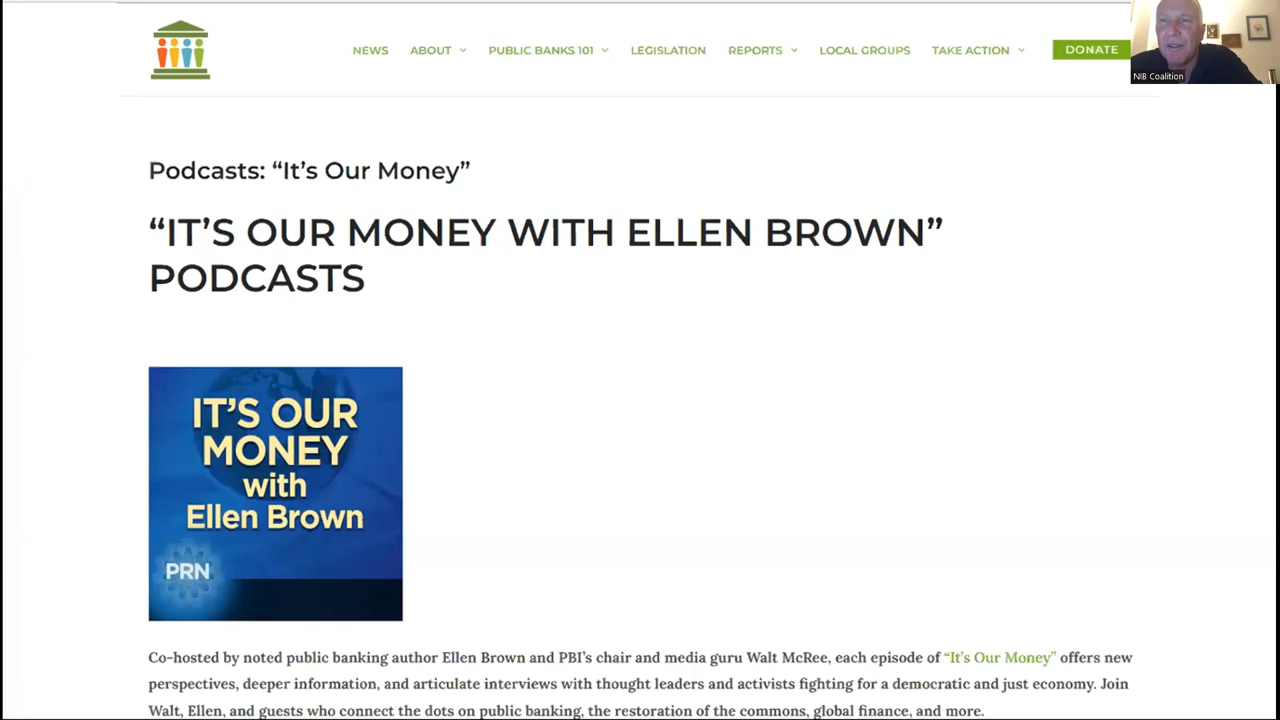 NEWS ABOUT PUBLIC BANKS 101 LEGISLATION REPORTS LOCAL GROUPS TAKE ACTION DONATE
NIB Coalition
Podcasts: “It’s Our Money”
“IT’S OUR MONEY WITH ELLEN BROWN”
PODCASTS
IT’S OUR
MONEY
with
Ellen Brown
PRN
Co-hosted by noted public banking author Ellen Brown and PBI’s chair and media guru Walt McRee, each episode of “It’s Our Money” offers new
perspectives, deeper information, and articulate interviews with thought leaders and activists fighting for a democratic and just economy. Join
Walt, Ellen, and guests who connect the dots on public banking, the restoration of the commons, global finance, and more.